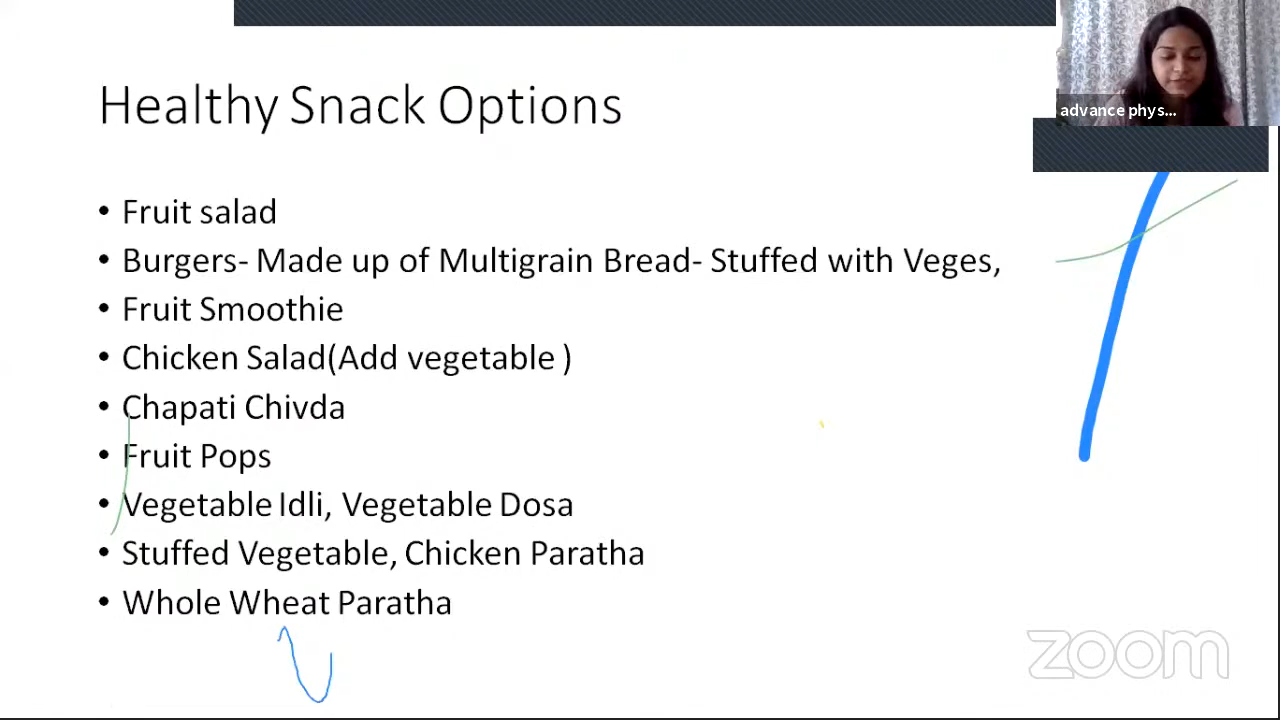 advance phys...
Healthy Snack Options
• Fruit salad
• Burgers- Made up of Multigrain Bread- Stuffed with Veges,
• Fruit Smoothie
• Chicken Salad(Add vegetable )
• Chapati Chivda
• Fruit Pops
• Vegetable Idli, Vegetable Dosa
• Stuffed Vegetable, Chicken Paratha
• Whole Wheat Paratha
zoom